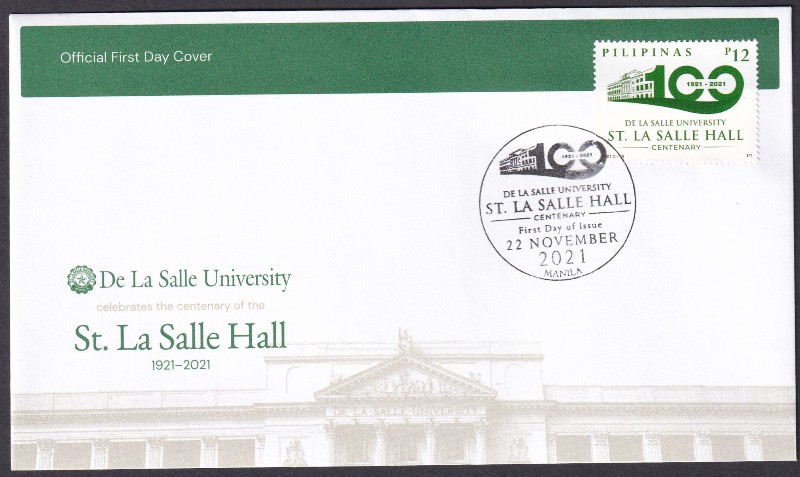 Official First Day Cover
PILIPINAS P12
100
1921 - 2021
DE LA SALLE UNIVERSITY
ST. LA SALLE HALL
CENTENARY
100
1921-2021
DE LA SALLE UNIVERSITY
ST. LA SALLE HALL
CENTENARY
First Day of Issue
22 NOVEMBER
2021
MANILA
De La Salle University
celebrates the centenary of the
St. La Salle Hall
1921–2021
DE LA SALLE UNIVERSITY